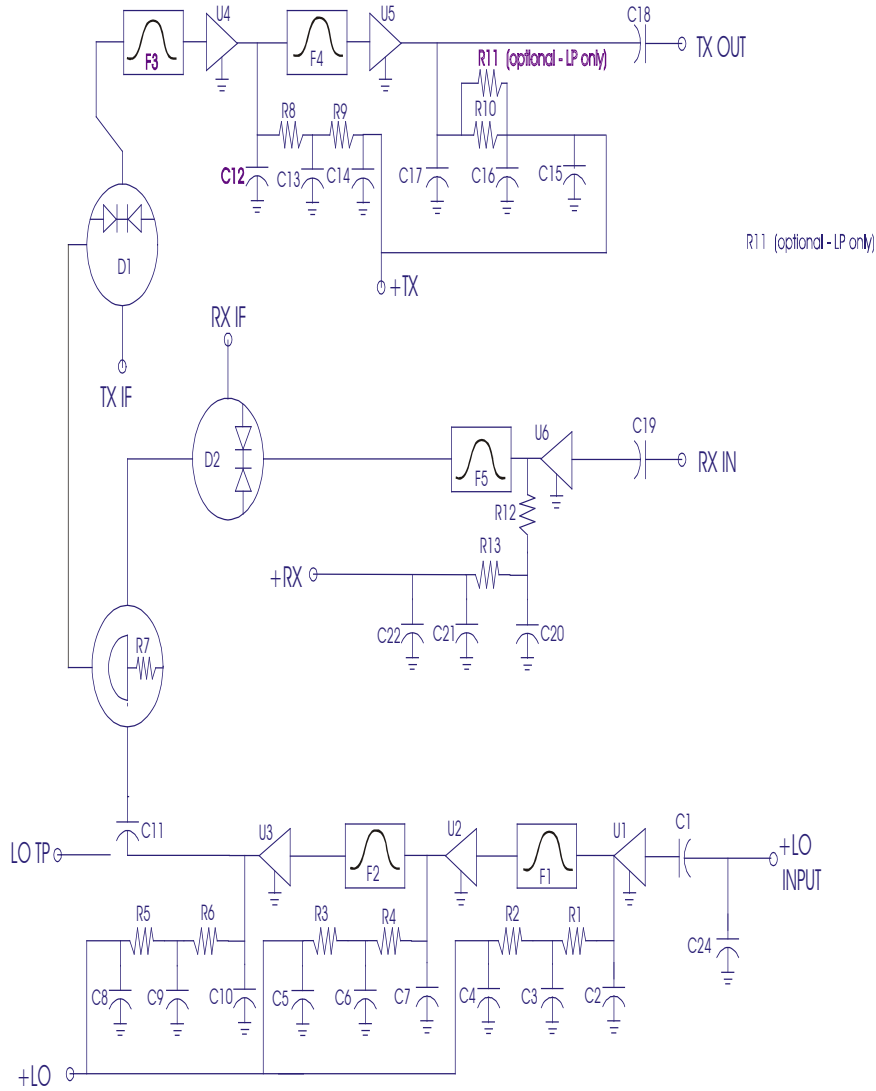 U4
U5
C18
F3
F4
TX OUT
R11 (optional - LP only)
R8
R9
R10
C12
C13
C14
C17
C16
C15
R11 (optional - LP only)
D1
+TX
RX IF
TX IF
D2
F5
U6
C19
RX IN
R12
R13
+RX
C22
C21
C20
R7
C11
U3
U2
U1
C1
LO TP
F2
F1
+LO
INPUT
R5
R6
R3
R4
R2
R1
C24
C8
C9
C10
C5
C6
C7
C4
C3
C2
+LO